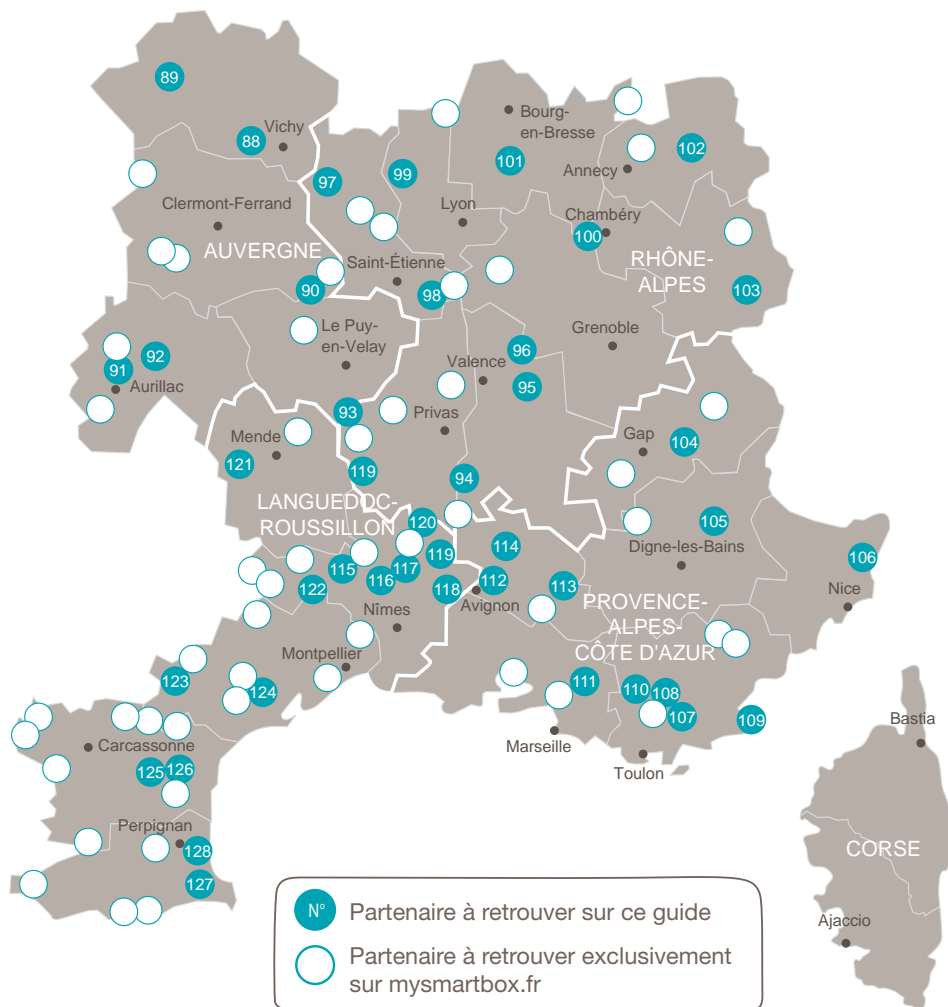 89
Bourg-
en-Bresse
88
Vichy
102
101
99
97
Annecy
Clermont-Ferrand
Lyon
Chambéry
100
AUVERGNE
RHÔNE-
ALPES
Saint-Étienne
90
98
103
Le Puy-
en-Velay
Grenoble
96
92
Valence
91
95
Aurillac
93
Privas
Mende
Gap
104
121
119
94
LANGUEDOC-
ROUSSILLON
120
105
119
114
Digne-les-Bains
106
115
117
116
112
113
122
118
Avignon
Nice
PROVENCE-
ALPES-
CÔTE D'AZUR
Nîmes
Montpellier
123
124
111
110
108
107
109
Bastia
Marseille
Carcassonne
Toulon
125
126
Perpignan
128
CORSE
127
N°
Partenaire à retrouver sur ce guide
Ajaccio
Partenaire à retrouver exclusivement
sur mysmartbox.fr